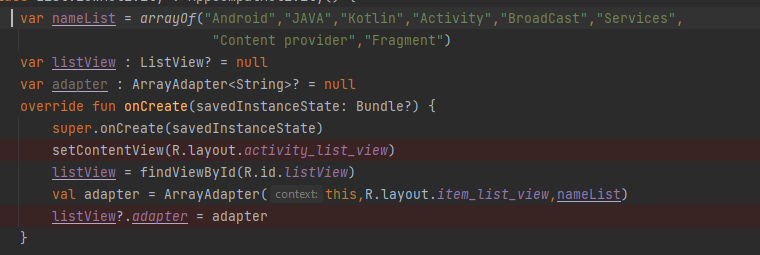 var nameList = arrayOf("Android","JAVA","Kotlin","Activity","BroadCast","Services",
"Content provider","Fragment")
var listView : ListView? = null
var adapter : ArrayAdapter<String>? = null
override fun onCreate(savedInstanceState: Bundle?) {
super.onCreate(savedInstanceState)
setContentView(R.layout.activity_list_view)
listView = findViewById(R.id.listView)
val adapter = ArrayAdapter( context: this,R.layout.item_list_view,nameList)
listView?.adapter = adapter
}